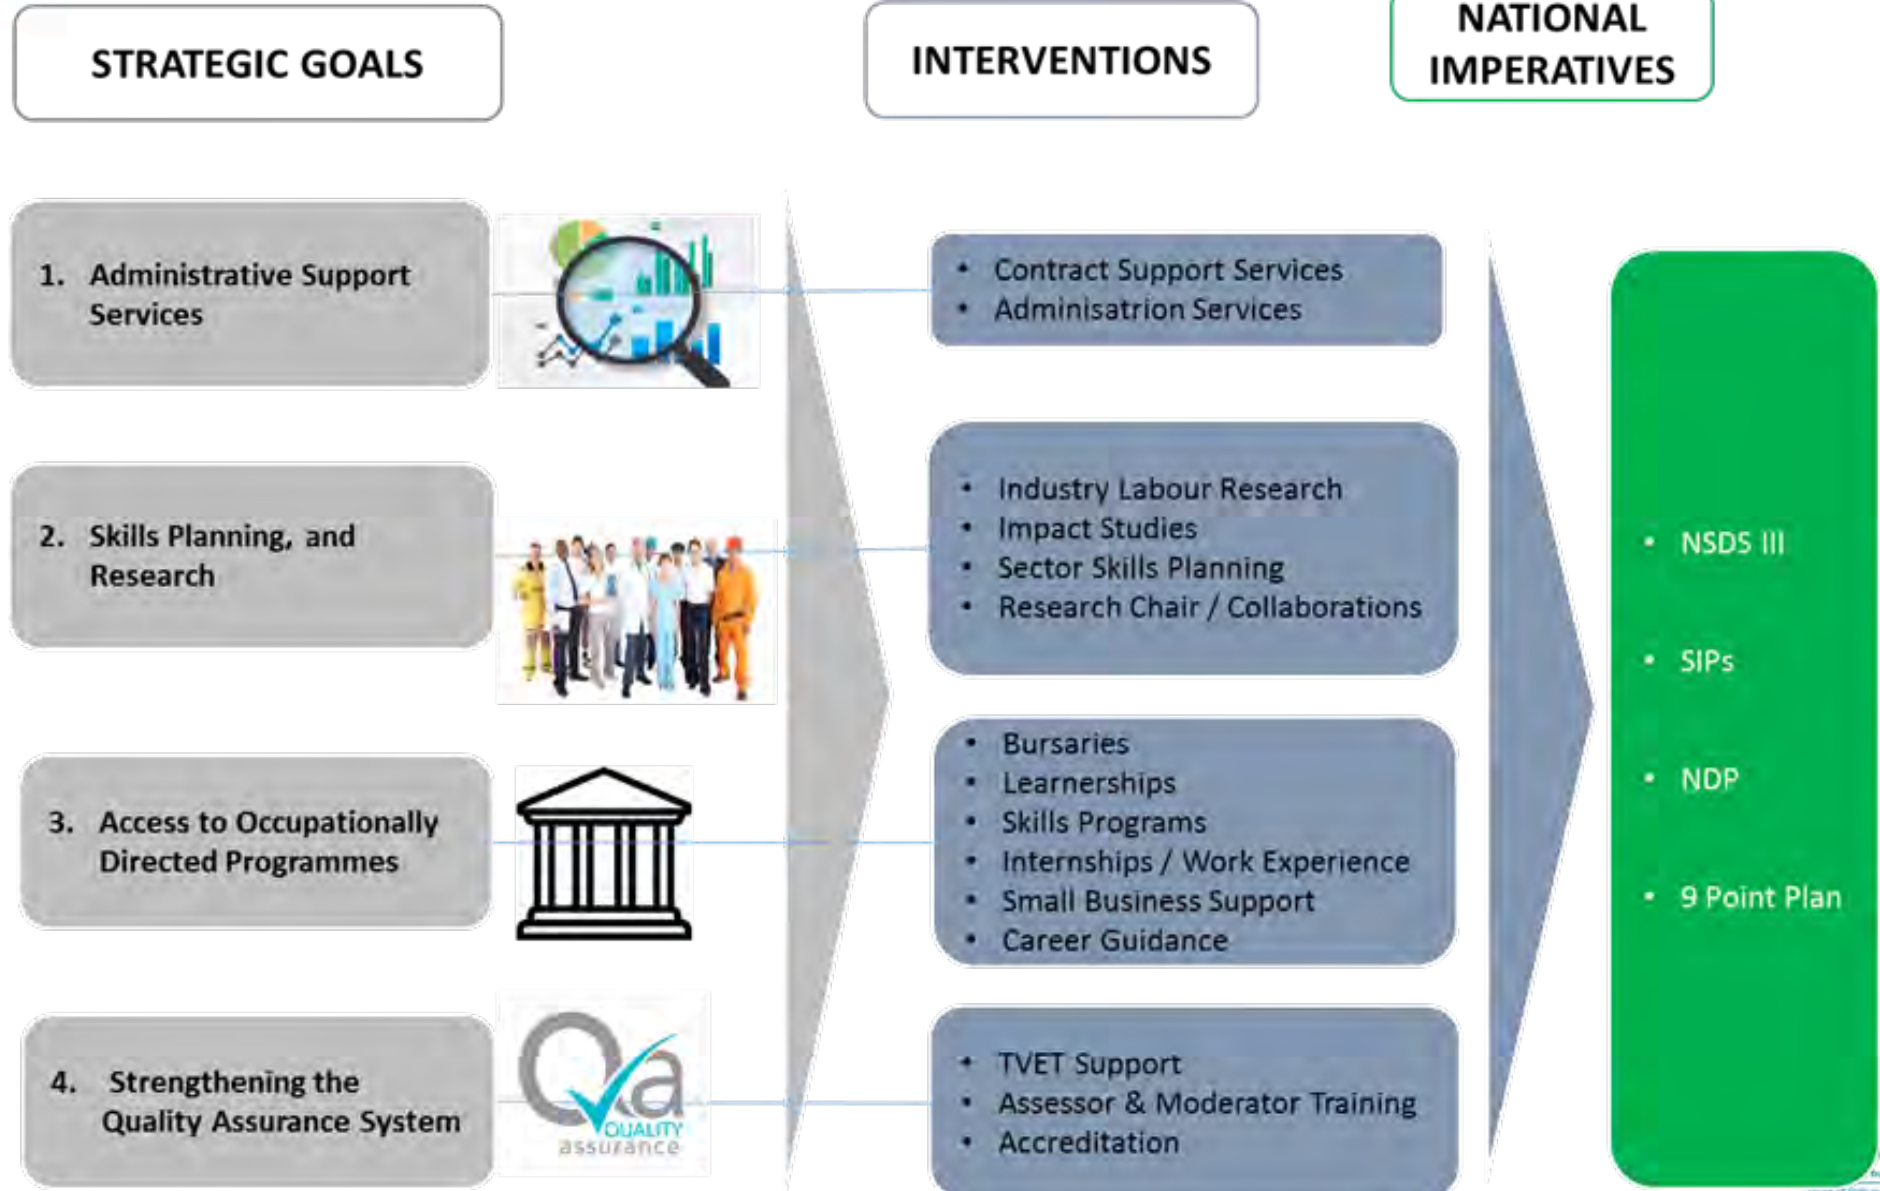 STRATEGIC GOALS
INTERVENTIONS
NATIONAL
IMPERATIVES
1. Administrative Support
Services
• Contract Support Services
• Adminisatrion Services
2. Skills Planning, and
Research
• Industry Labour Research
• Impact Studies
• Sector Skills Planning
• Research Chair / Collaborations
3. Access to Occupationally
Directed Programmes
• Bursaries
• Learnerships
• Skills Programs
• Internships / Work Experience
• Small Business Support
• Career Guidance
4. Strengthening the
Quality Assurance System
Qa
QUALITY
assurance
• TVET Support
• Assessor & Moderator Training
• Accreditation
• NSDS III
• SIPs
• NDP
• 9 Point Plan